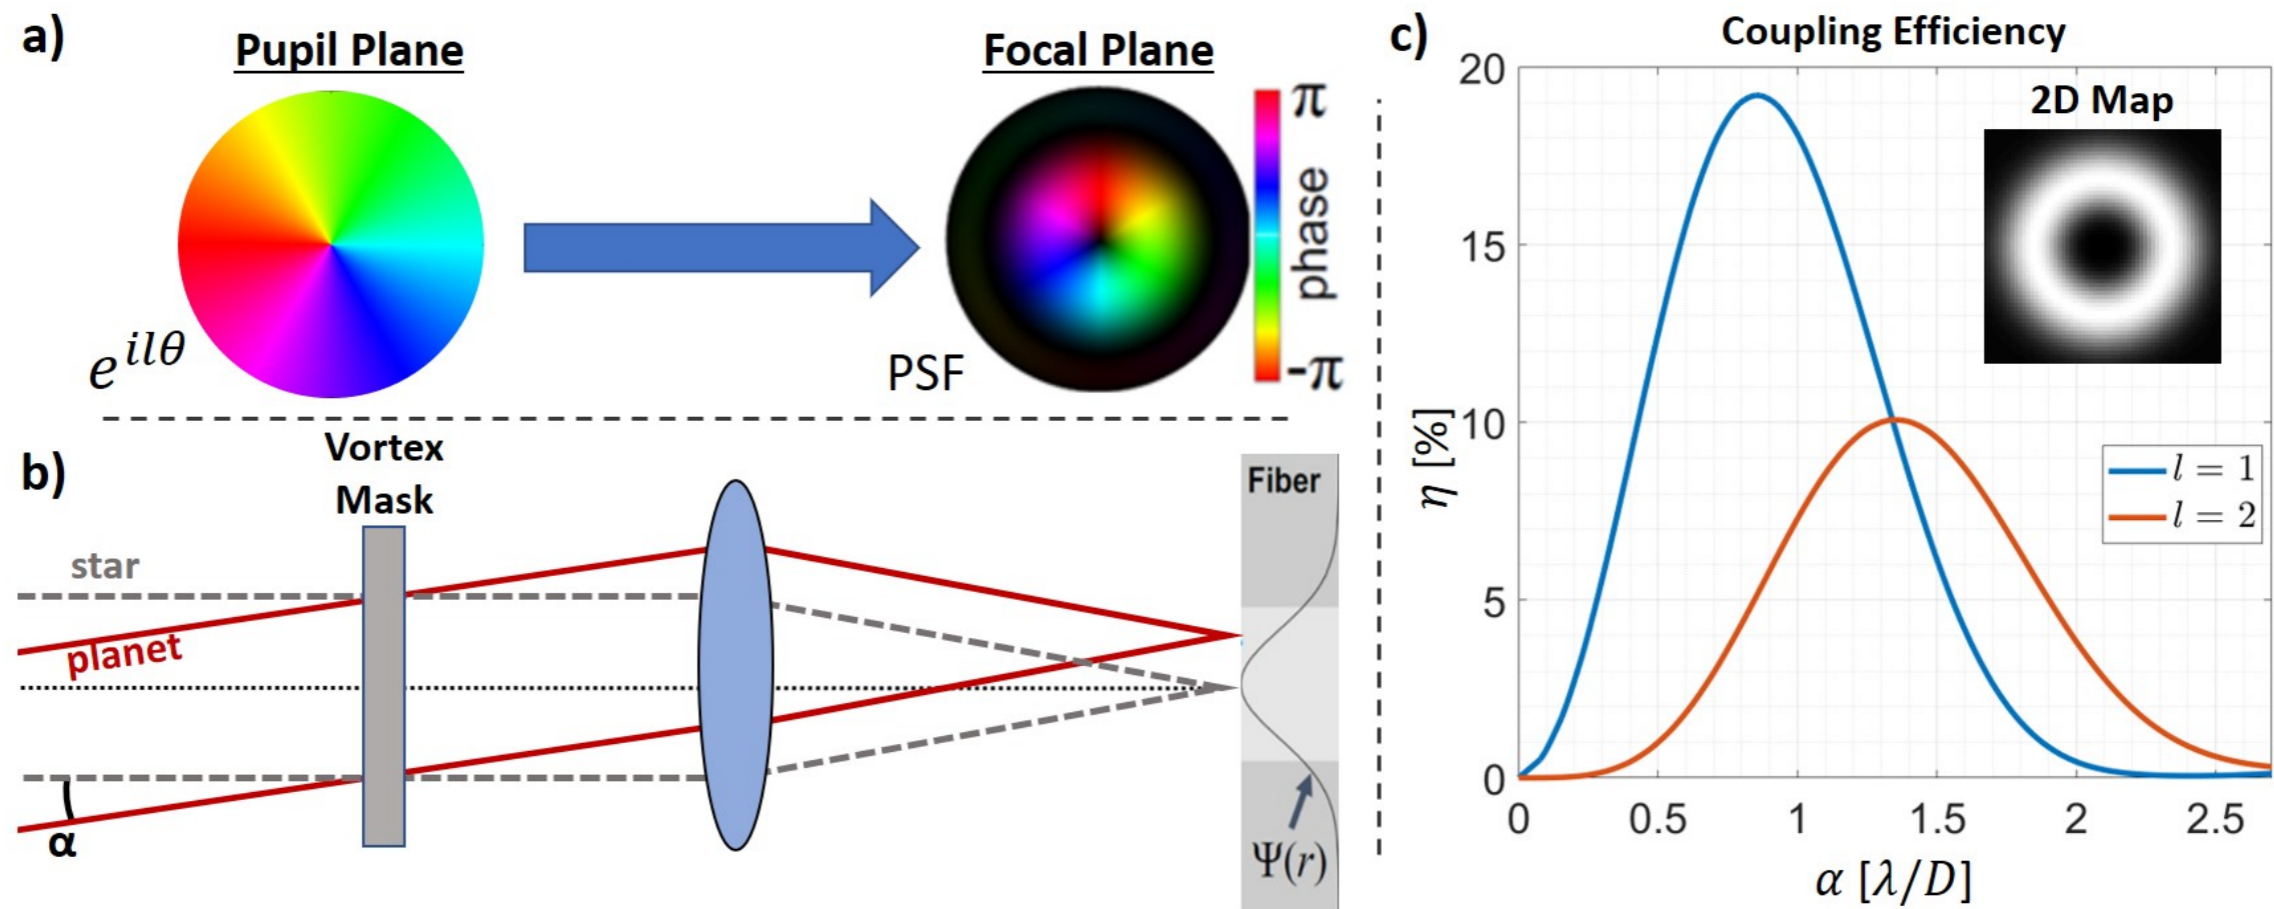 a)
Pupil Plane
Focal Plane
e^{ilθ}
PSF
π
phase
-π
b)
Vortex
Mask
star
planet
α
Fiber
Ψ(r)
c)
Coupling Efficiency
2D Map
η [%]
20
15
10
5
0
0 0.5 1 1.5 2 2.5
α [λ/D]
l = 1
l = 2